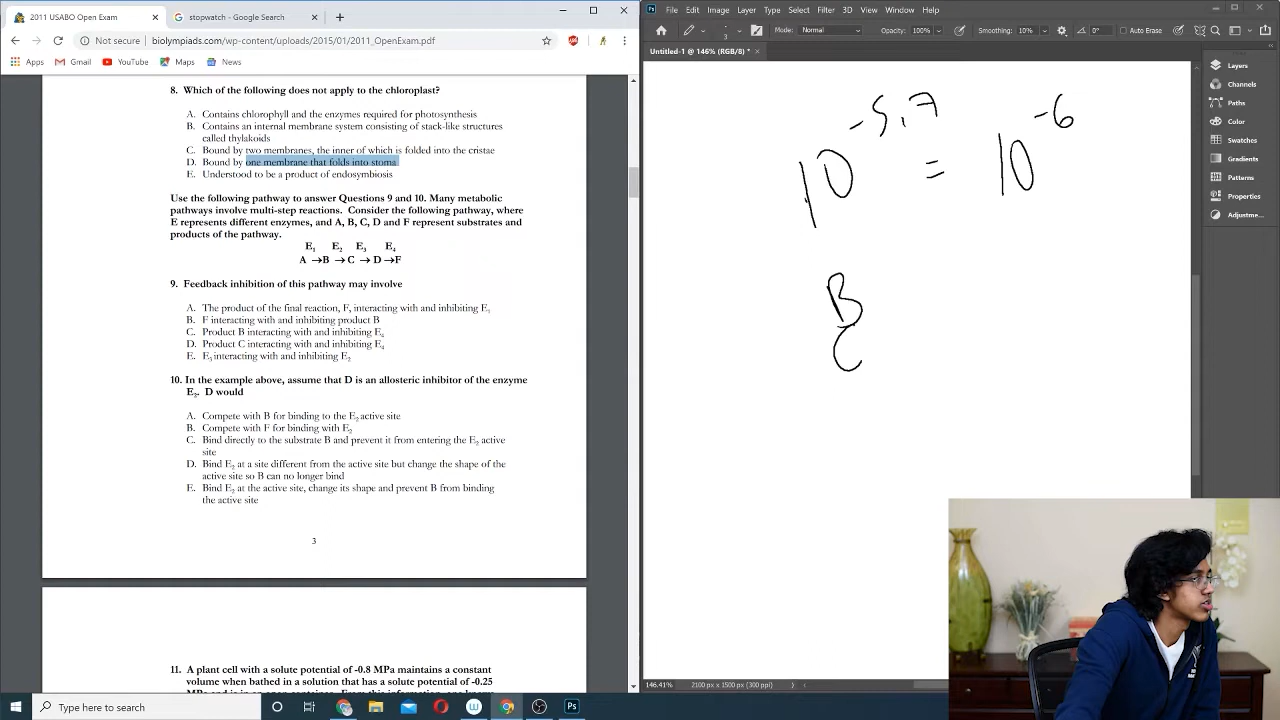 2011 USABO Open Exam
stopwatch - Google Search
Not secure | biolympiads.com/wp-content/uploads/2015/01/2011_OpenExam.pdf
Apps Gmail YouTube Maps News
8. Which of the following does not apply to the chloroplast?
A. Contains chlorophyll and the enzymes required for photosynthesis
B. Contains an internal membrane system consisting of stack-like structures
called thylakoids
C. Bound by two membranes, the inner of which is folded into the cristae
D. Bound by one membrane that folds into stoma
E. Understood to be a product of endosymbiosis
Use the following pathway to answer Questions 9 and 10. Many metabolic
pathways involve multi-step reactions. Consider the following pathway, where
E represents different enzymes, and A, B, C, D and F represent substrates and
products of the pathway.
E1 E2 E3 E4
A →B →C →D →F
9. Feedback inhibition of this pathway may involve
A. The product of the final reaction, F, interacting with and inhibiting E1
B. F interacting with and inhibiting product B
C. Product B interacting with and inhibiting E4
D. Product C interacting with and inhibiting E4
E. E3 interacting with and inhibiting E2
10. In the example above, assume that D is an allosteric inhibitor of the enzyme
E2. D would
A. Compete with B for binding to the E2 active site
B. Compete with F for binding with E2
C. Bind directly to the substrate B and prevent it from entering the E2 active
site
D. Bind E2 at a site different from the active site but change the shape of the
active site so B can no longer bind
E. Bind E2 at the active site, change its shape and prevent B from binding
the active site
3
11. A plant cell with a solute potential of -0.8 MPa maintains a constant
volume when bathed in a solution that has a solute potential of -0.25
Type here to search
Ps File Edit Image Layer Type Select Filter 3D View Window Help
Mode: Normal Opacity: 100% Smoothing: 10% 0° Auto Erase
Untitled-1 @ 146% (RGB/8) *
10^-5.7 = 10^-6
B
C
Layers
Channels
Paths
Color
Swatches
Gradients
Patterns
Properties
Adjustme...
146.41% 2100 px x 1500 px (300 ppi)